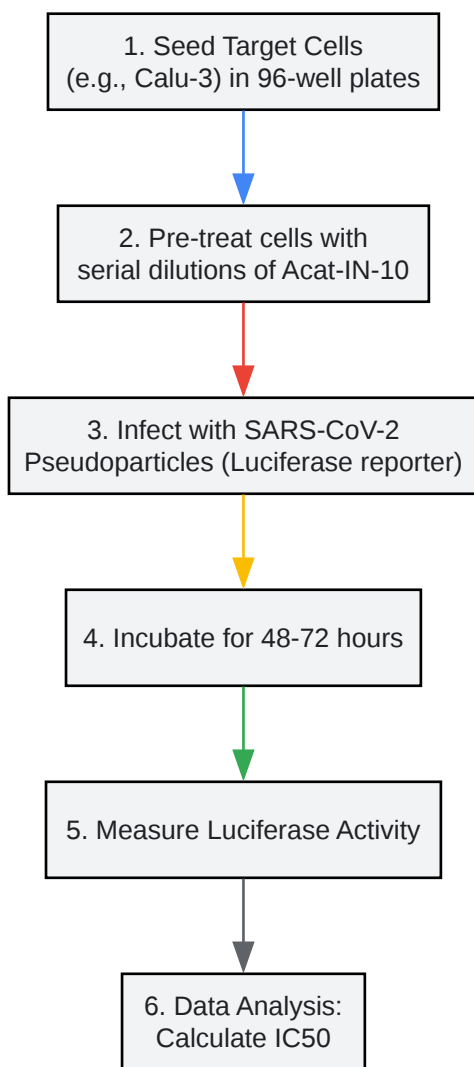 1. Seed Target Cells
(e.g., Calu-3) in 96-well plates
2. Pre-treat cells with
serial dilutions of Acat-IN-10
3. Infect with SARS-CoV-2
Pseudoparticles (Luciferase reporter)
4. Incubate for 48-72 hours
5. Measure Luciferase Activity
6. Data Analysis:
Calculate IC50